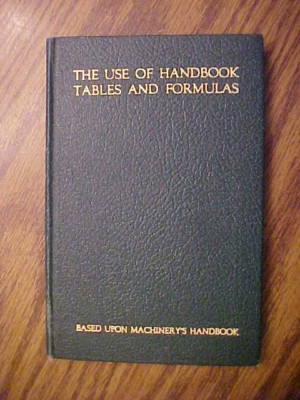 THE USE OF HANDBOOK
TABLES AND FORMULAS
BASED UPON MACHINERY'S HANDBOOK